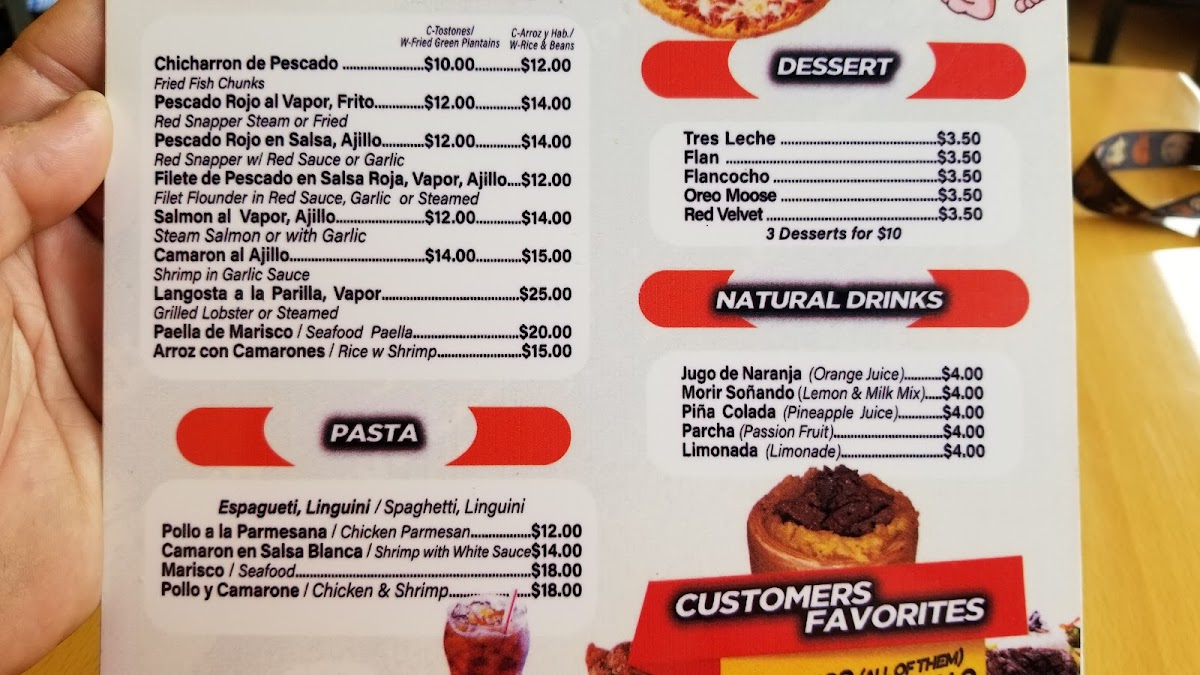 C-Tostones/ C-Arroz y Hab./
W-Fried Green Plantains W-Rice & Beans
Chicharron de Pescado ......................$10.00............$12.00
Fried Fish Chunks
Pescado Rojo al Vapor, Frito.............$12.00............$14.00
Red Snapper Steam or Fried
Pescado Rojo en Salsa, Ajillo............$12.00............$14.00
Red Snapper w/ Red Sauce or Garlic
Filete de Pescado en Salsa Roja, Vapor, Ajillo....$12.00
Filet Flounder in Red Sauce, Garlic or Steamed
Salmon al Vapor, Ajillo......................$12.00............$14.00
Steam Salmon or with Garlic
Camaron al Ajillo.................................$14.00............$15.00
Shrimp in Garlic Sauce
Langosta a la Parilla, Vapor..................................$25.00
Grilled Lobster or Steamed
Paella de Marisco / Seafood Paella..........................$20.00
Arroz con Camarones / Rice w Shrimp.....................$15.00
PASTA
Espagueti, Linguini / Spaghetti, Linguini
Pollo a la Parmesana / Chicken Parmesan.................$12.00
Camaron en Salsa Blanca / Shrimp with White Sauce$14.00
Marisco / Seafood......................................................$18.00
Pollo y Camarone / Chicken & Shrimp............ ....$18.00
DESSERT
Tres Leche .....................................$3.50
Flan ................................................$3.50
Flancocho ......................................$3.50
Oreo Moose ....................................$3.50
Red Velvet .......................................$3.50
3 Desserts for $10
NATURAL DRINKS
Jugo de Naranja (Orange Juice)...........$4.00
Morir Soñando (Lemon & Milk Mix).....$4.00
Piña Colada (Pineapple Juice).............$4.00
Parcha (Passion Fruit)...........................$4.00
Limonada (Limonade)..........................$4.00
CUSTOMERS
FAVORITES
(ALL OF THEM)